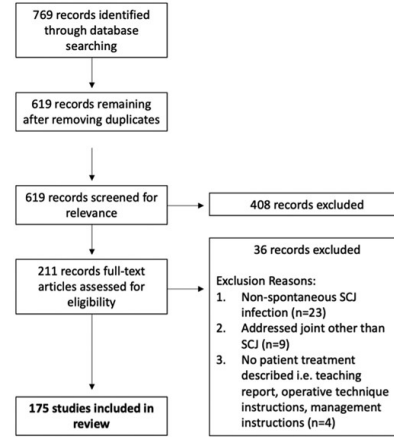 769 records identified
through database
searching
619 records remaining
after removing duplicates
619 records screened for
relevance
408 records excluded
211 records full-text
articles assessed for
eligibility
36 records excluded
Exclusion Reasons:
1. Non-spontaneous SCJ
infection (n=23)
2. Addressed joint other than
SCJ (n=9)
3. No patient treatment
described i.e. teaching
report, operative technique
instructions, management
instructions (n=4)
175 studies included in
review